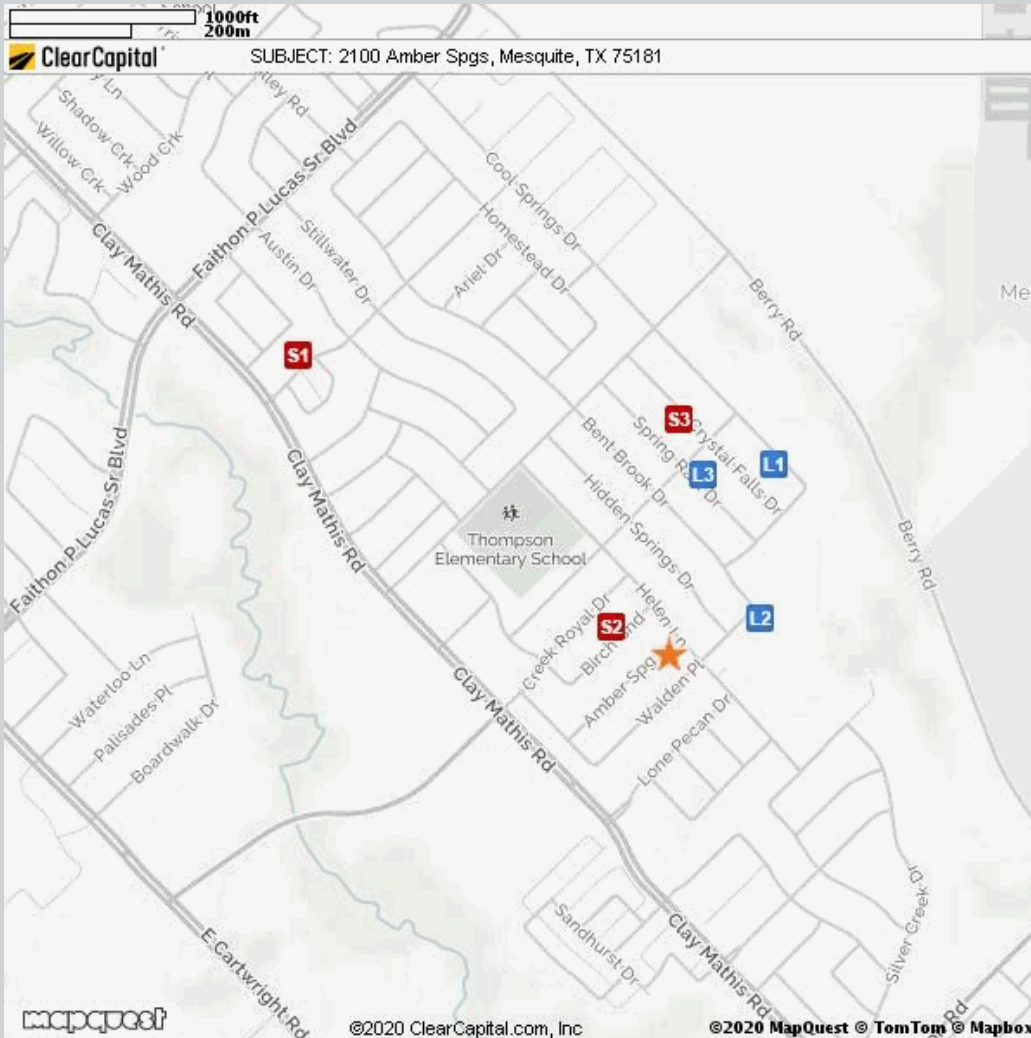 1000ft
200m
ClearCapital
SUBJECT: 2100 Amber Spgs, Mesquite, TX 75181
Shadow Crk
Willow Crk
Wood Crk
Faithon P Lucas Sr Blvd
Clay Mathis Rd
Austin Dr
Stillwater Dr
Cool Springs Dr
Homestead Dr
Ariel Dr
Berry Rd
S1
S3
Crystal Falls Dr
L1
L3
Bent Brook Dr
Hidden Springs Dr
Clay Mathis Rd
Faithon P Lucas Sr Blvd
Thompson
Elementary School
Berry Rd
Helen Ln
L2
S2
Creek Royal Dr
Amber Spg
Walden Pl
Lone Pecan Dr
Clay Mathis Rd
Waterloo Ln
Palisades Pl
Boardwalk Dr
Silver Creek Dr
Sandhurst Dr
Clay Mathis Rd
E Cartwright Rd
mapquest
©2020 ClearCapital.com, Inc
©2020 MapQuest © TomTom © Mapbox